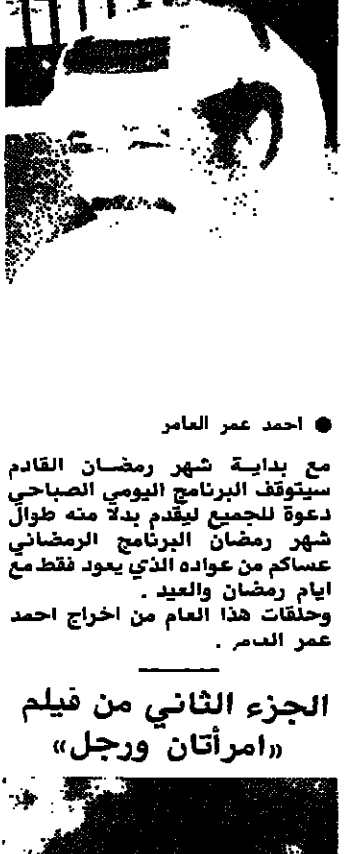 ● احمد عمر العامر
مع بدايــة شهر رمضــان القادم
سيتوقف البرنامج اليومي الصباحي
دعوة للجميع ليقدم بدلا منه طوال
شهر رمضان البرنامج الرمضاني
عساكم من عواده الذي يعود فقط مع
ايام رمضان والعيد .
وحلقات هذا العام من اخراج احمد
عمر العامر .
الجزء الثاني من فيلم
«امرأتان ورجل»